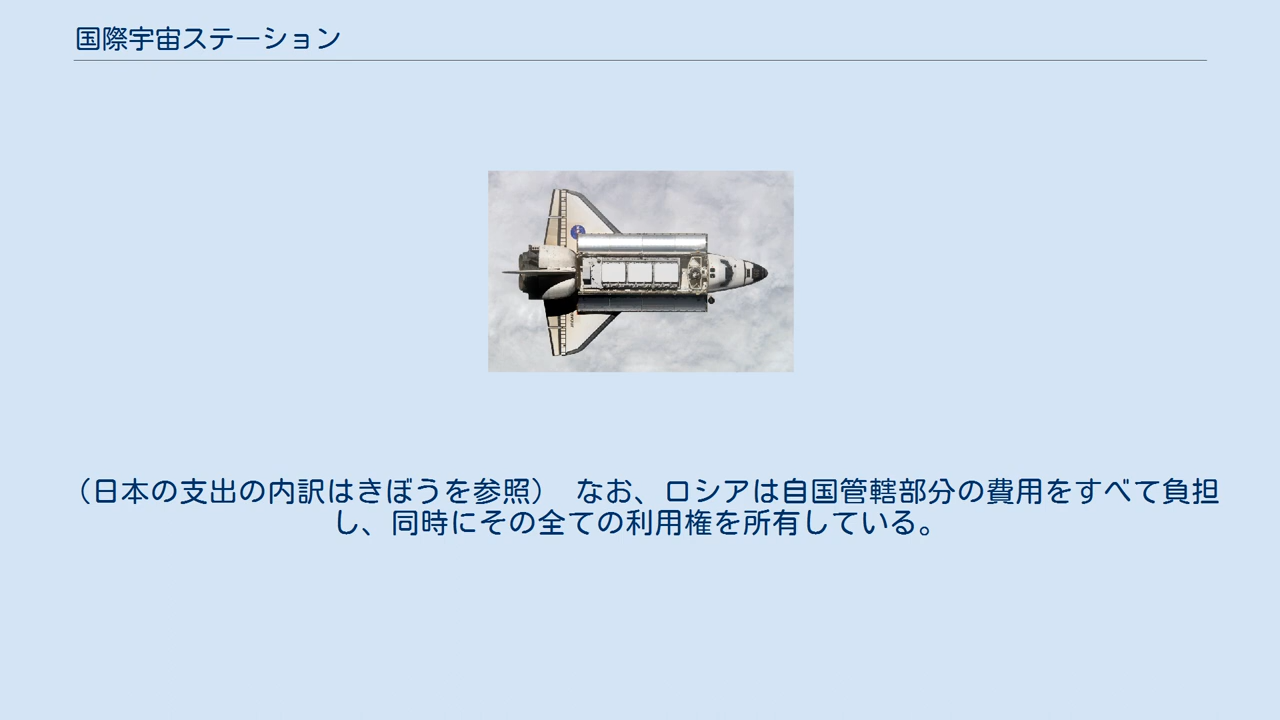 国際宇宙ステーション
（日本の支出の内訳はきぼうを参照）　なお、ロシアは自国管轄部分の費用をすべて負担
し、同時にその全ての利用権を所有している。